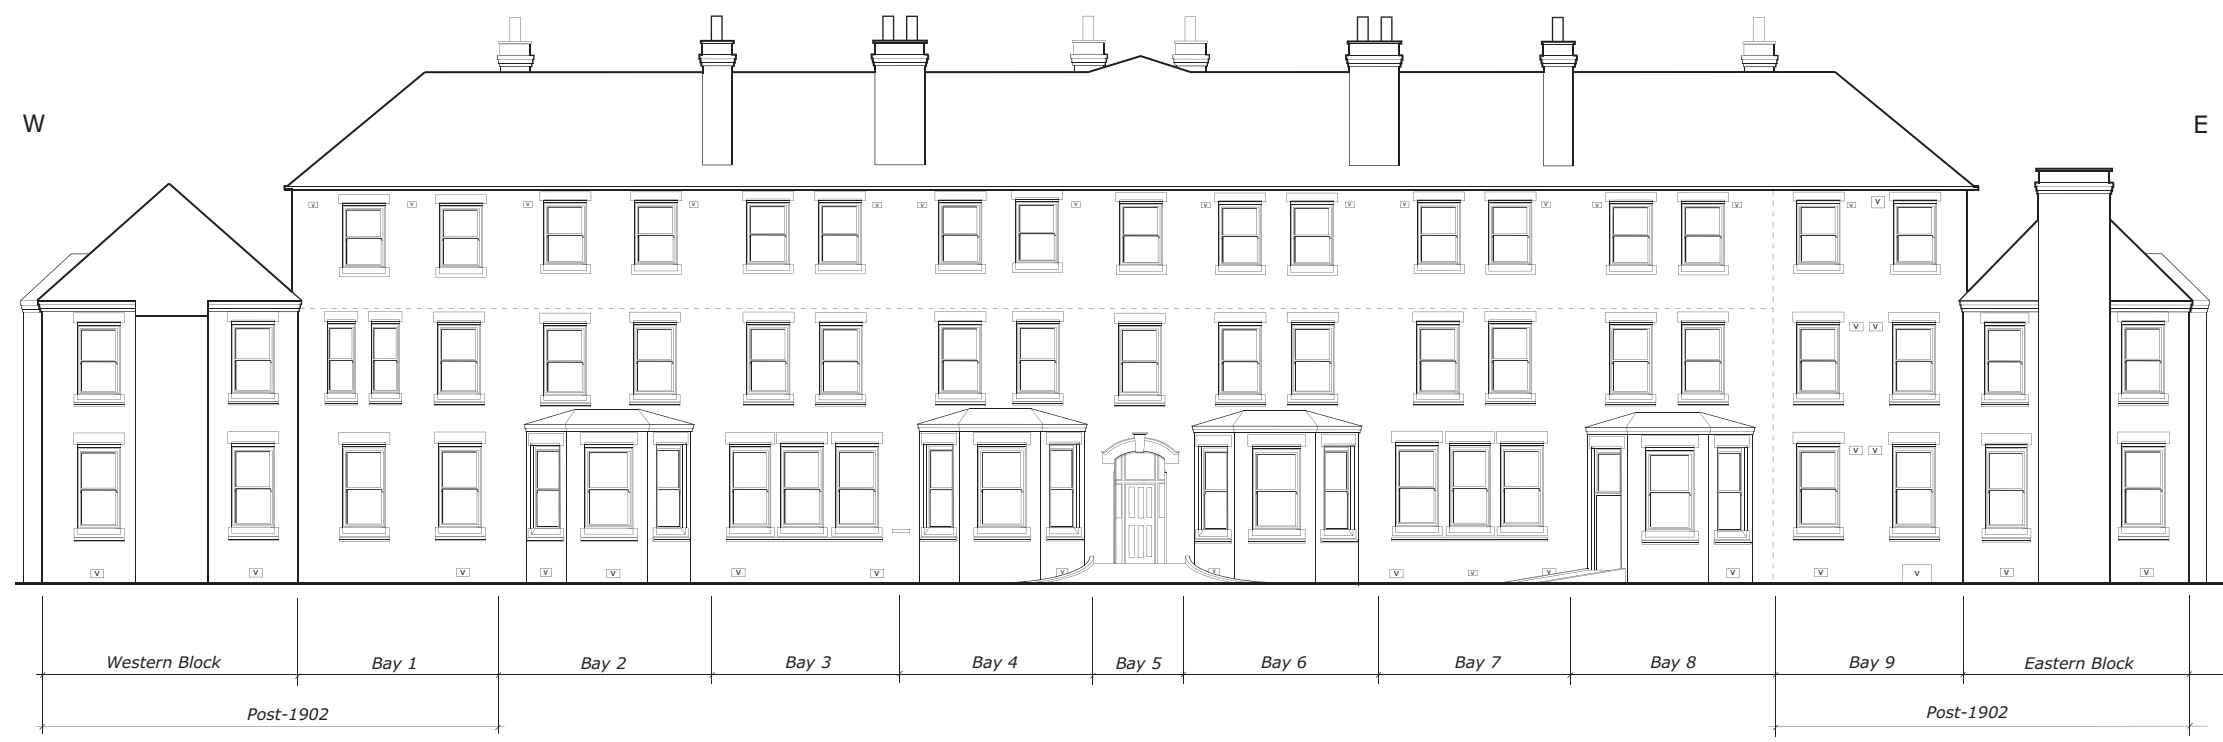 W E
V V V V V V V V V V V V V V V
V V
V V
V V V V V V V V V V V V V V V V V
Western Block Bay 1 Bay 2 Bay 3 Bay 4 Bay 5 Bay 6 Bay 7 Bay 8 Bay 9 Eastern Block
Post-1902 Post-1902